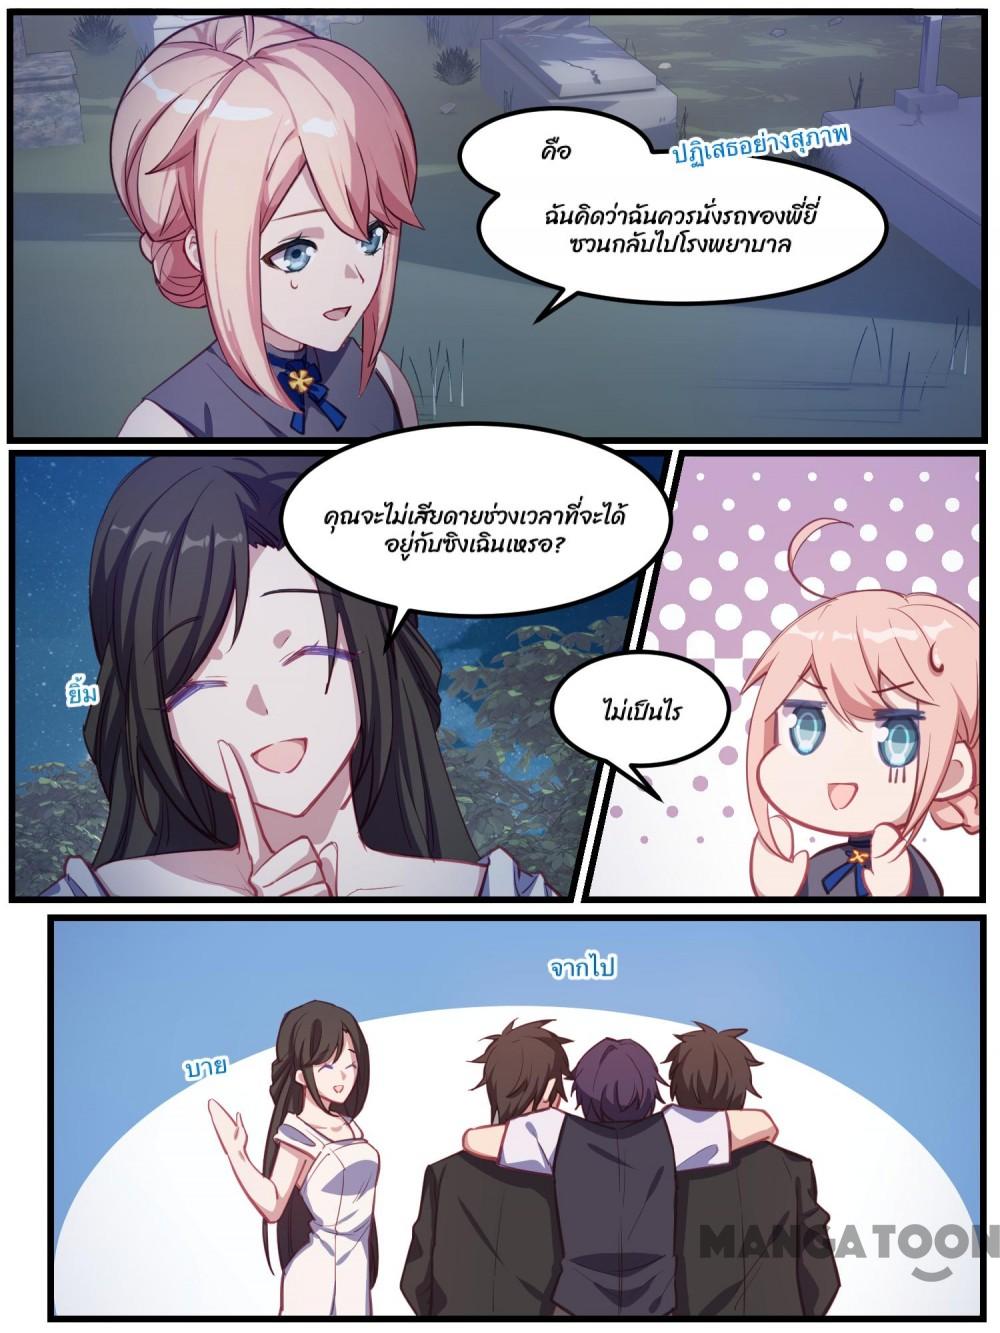 คือ
ปฏิเสธอย่างสุภาพ
ฉันคิดว่าฉันควรนั่งรถของพี่ยี่
ซวนกลับไปโรงพยาบาล
คุณจะไม่เสียดายช่วงเวลาที่จะได้
อยู่กับซิงเฉินเหรอ?
ยิ้ม
ไม่เป็นไร
จากไป
บาย
MANGATOON